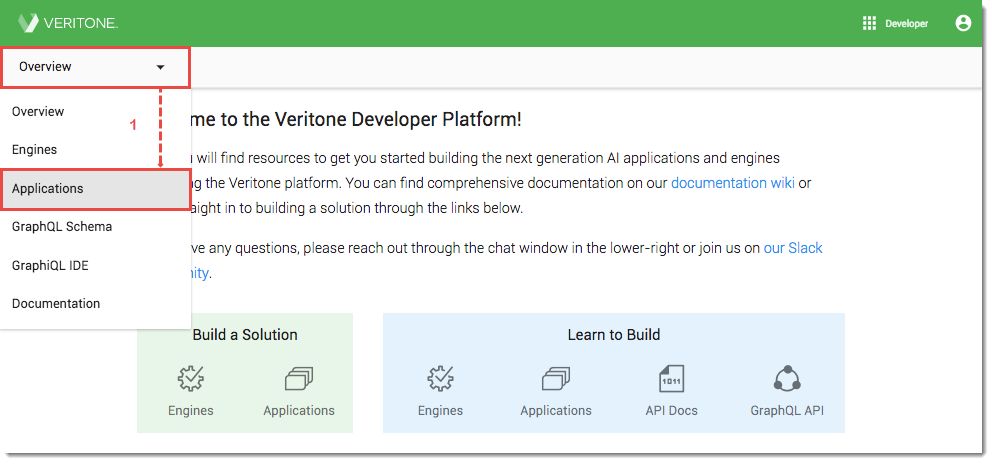 VERITONE.
Developer
Overview
Overview
1
Engines
Applications
GraphQL Schema
GraphiQL IDE
Documentation
me to the Veritone Developer Platform!
will find resources to get you started building the next generation AI applications and engines
ng the Veritone platform. You can find comprehensive documentation on our documentation wiki or
aight in to building a solution through the links below.
ve any questions, please reach out through the chat window in the lower-right or join us on our Slack
nity.
Build a Solution
Engines
Applications
Learn to Build
Engines
Applications
1011
API Docs
GraphQL API